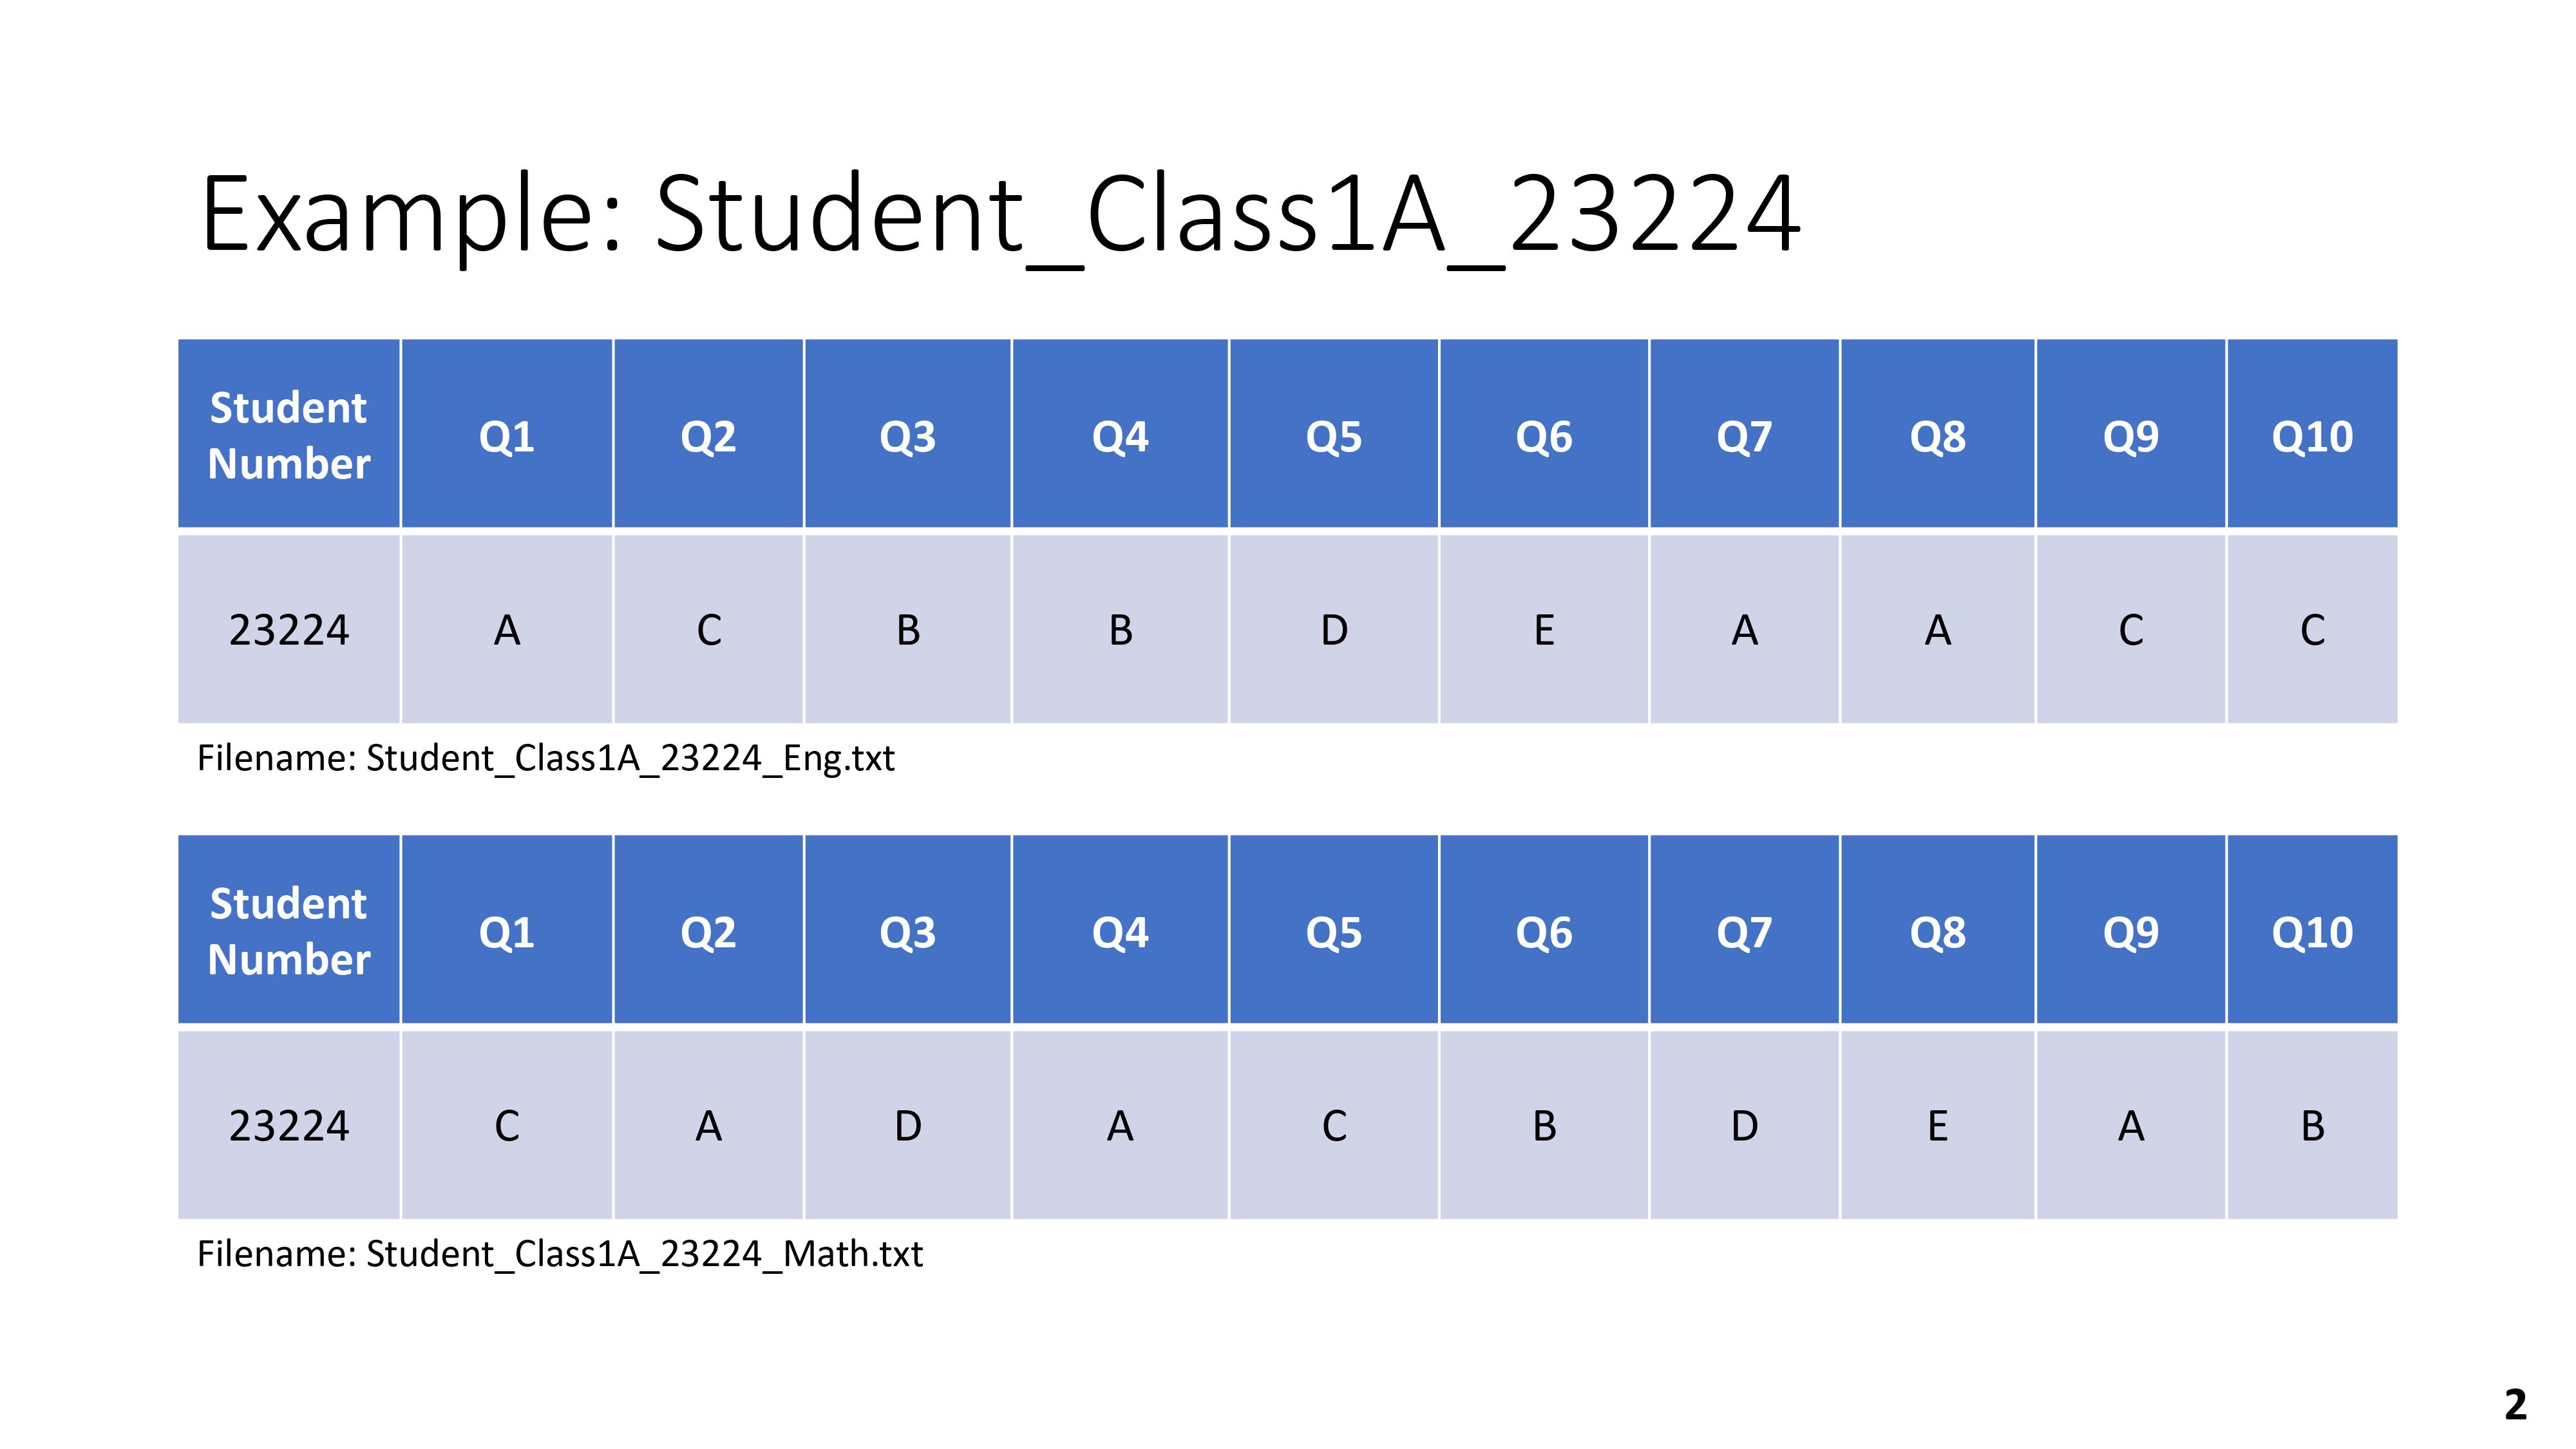 Example: Student_Class1A_23224
Student Number Q1 Q2 Q3 Q4 Q5 Q6 Q7 Q8 Q9 Q10
23224 A C B B D E A A C C
Filename: Student_Class1A_23224_Eng.txt
Student Number Q1 Q2 Q3 Q4 Q5 Q6 Q7 Q8 Q9 Q10
23224 C A D A C B D E A B
Filename: Student_Class1A_23224_Math.txt
2